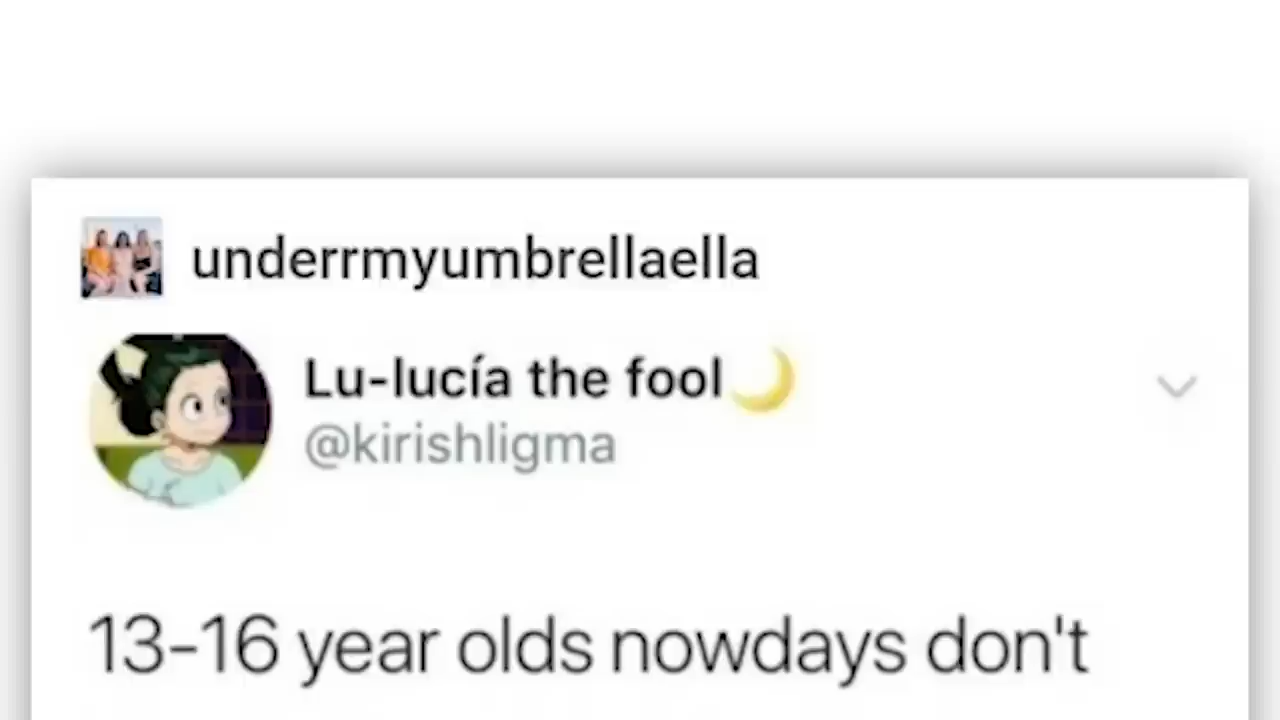 underrmyumbrellaella
Lu-lucía the fool🌙
@kirishligma
13-16 year olds nowdays don't